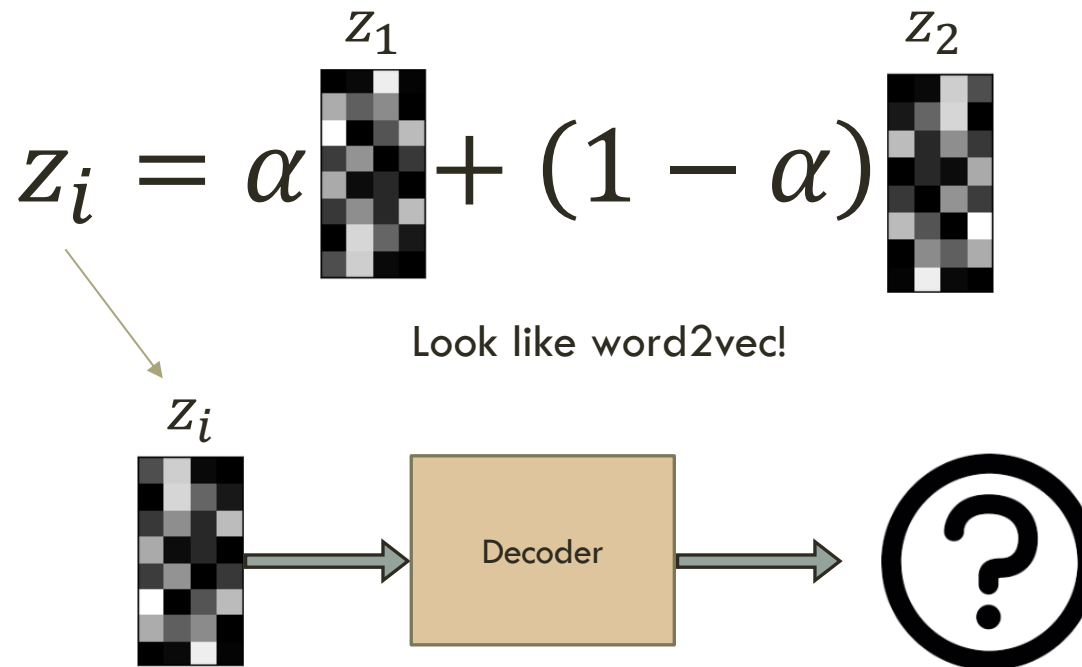 z₁ z₂
zᵢ = α + (1 − α)
Look like word2vec!
zᵢ
Decoder
?